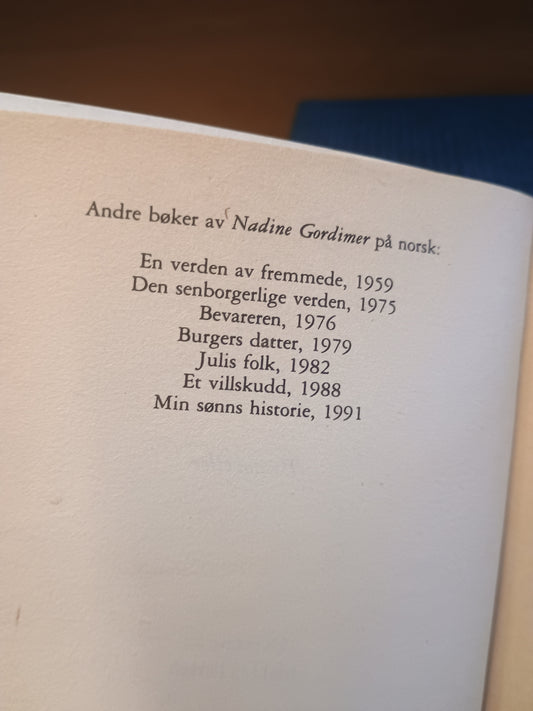 Andre bøker av Nadine Gordimer på norsk:
En verden av fremmede, 1959
Den senborgerlige verden, 1975
Bevareren, 1976
Burgers datter, 1979
Julis folk, 1982
Et villskudd, 1988
Min sønns historie, 1991